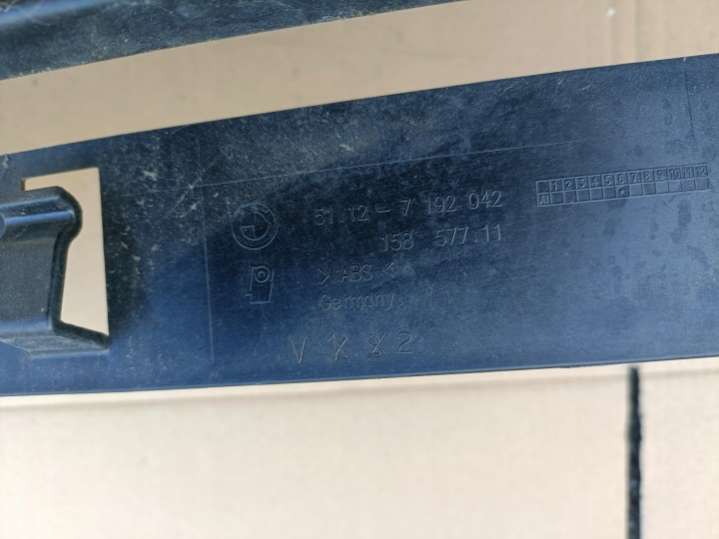 51.12-7 192 042
158 577.11
>ABS<
Germany
V X X 2
1 2 3 4 5 6 7 8 9 10 11 12